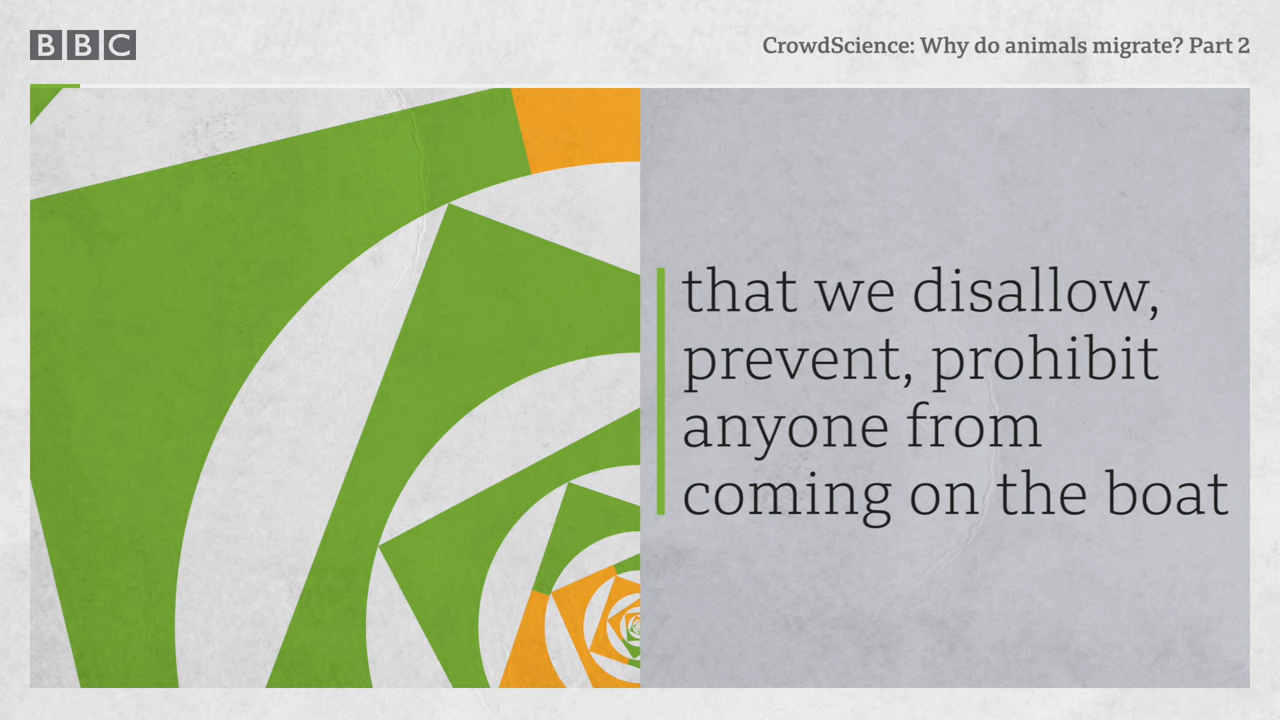 BBC
CrowdScience: Why do animals migrate? Part 2
that we disallow,
prevent, prohibit
anyone from
coming on the boat